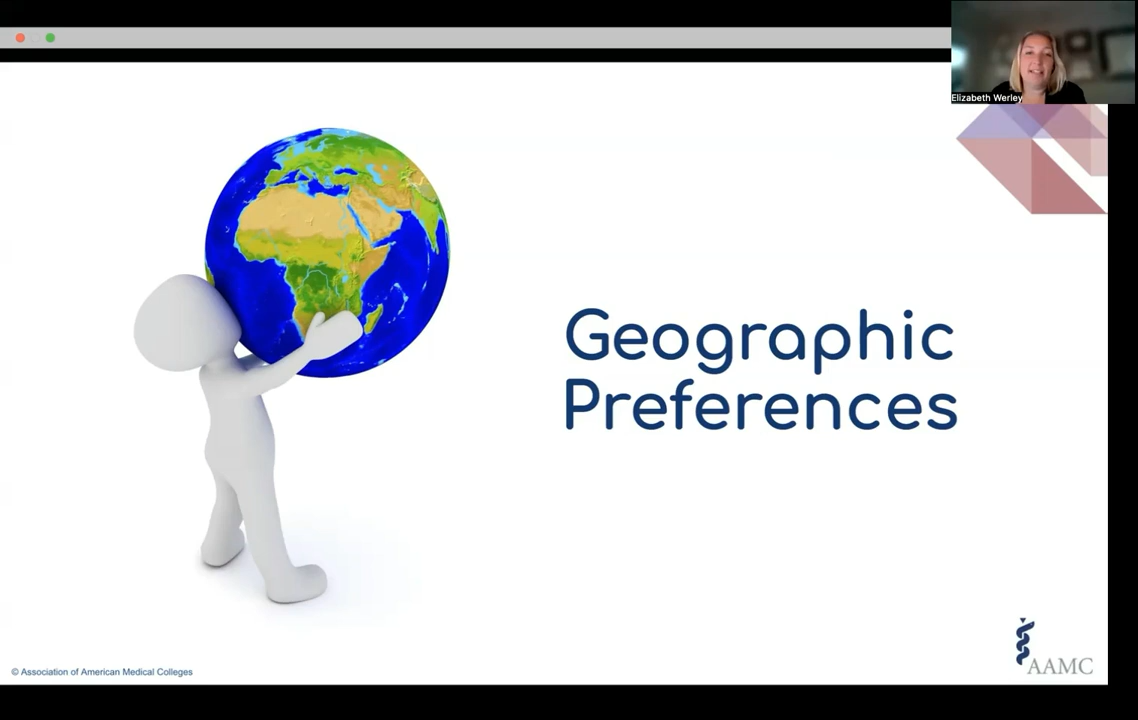 Elizabeth Werley
Geographic
Preferences
© Association of American Medical Colleges
AAMC